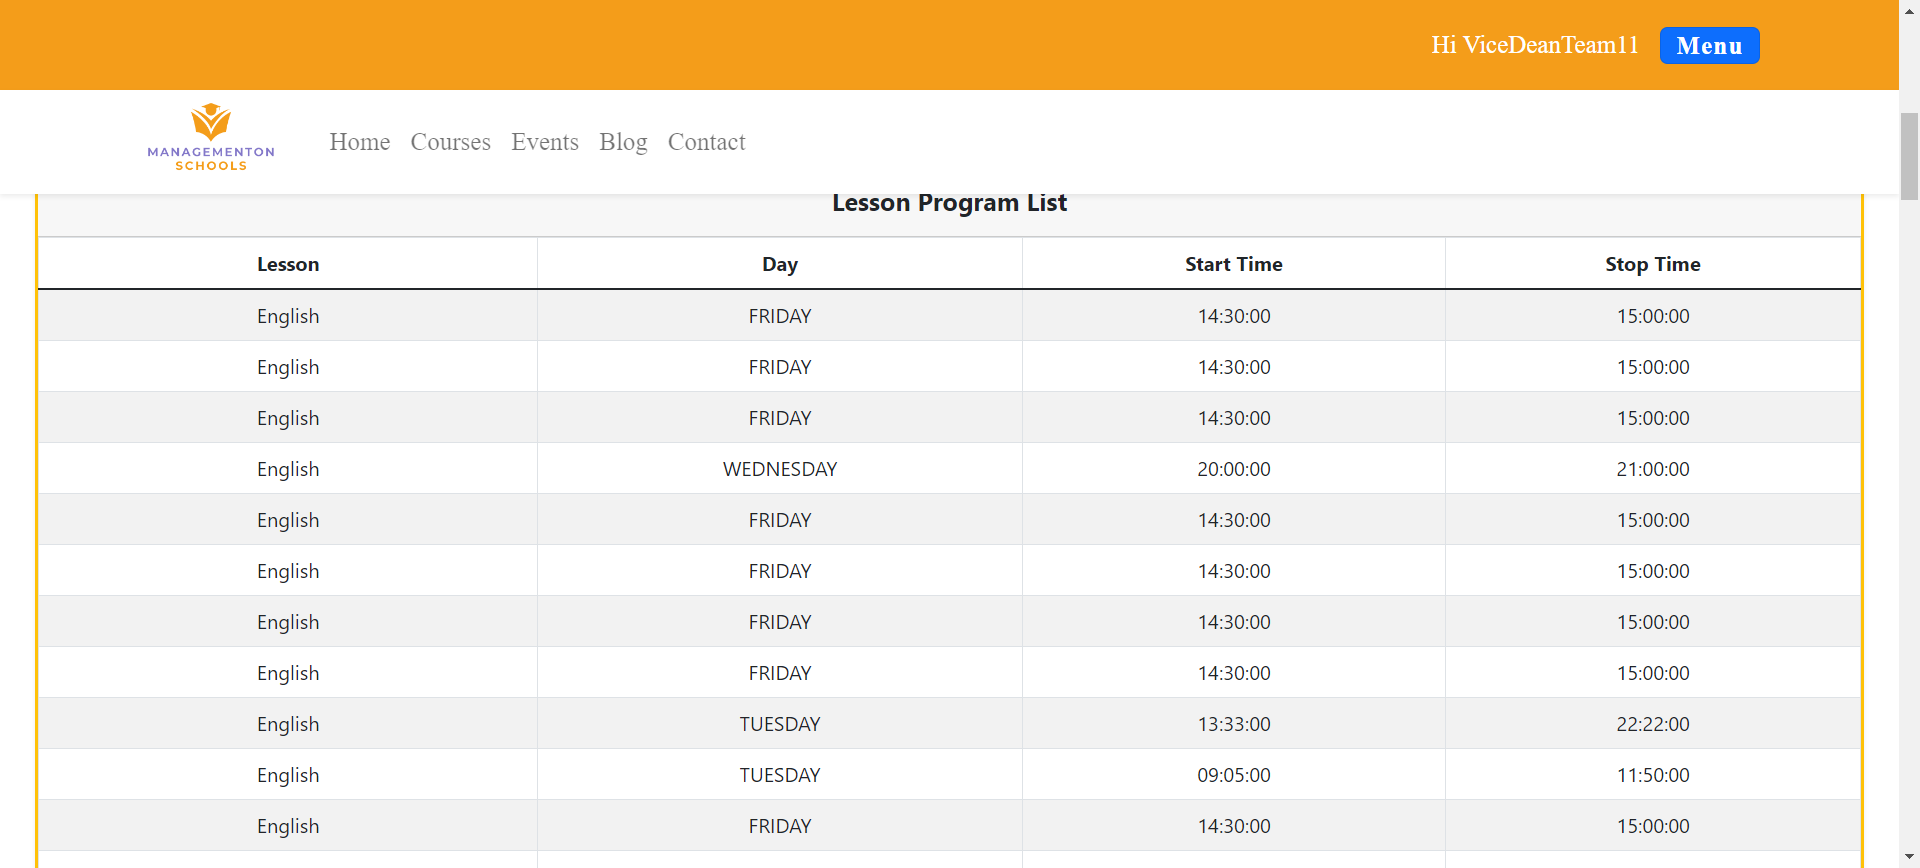 Hi ViceDeanTeam11 Menu
MANAGEMENTON
SCHOOLS
Home Courses Events Blog Contact
Lesson Program List
Lesson Day Start Time Stop Time
English FRIDAY 14:30:00 15:00:00
English FRIDAY 14:30:00 15:00:00
English FRIDAY 14:30:00 15:00:00
English WEDNESDAY 20:00:00 21:00:00
English FRIDAY 14:30:00 15:00:00
English FRIDAY 14:30:00 15:00:00
English FRIDAY 14:30:00 15:00:00
English FRIDAY 14:30:00 15:00:00
English TUESDAY 13:33:00 22:22:00
English TUESDAY 09:05:00 11:50:00
English FRIDAY 14:30:00 15:00:00